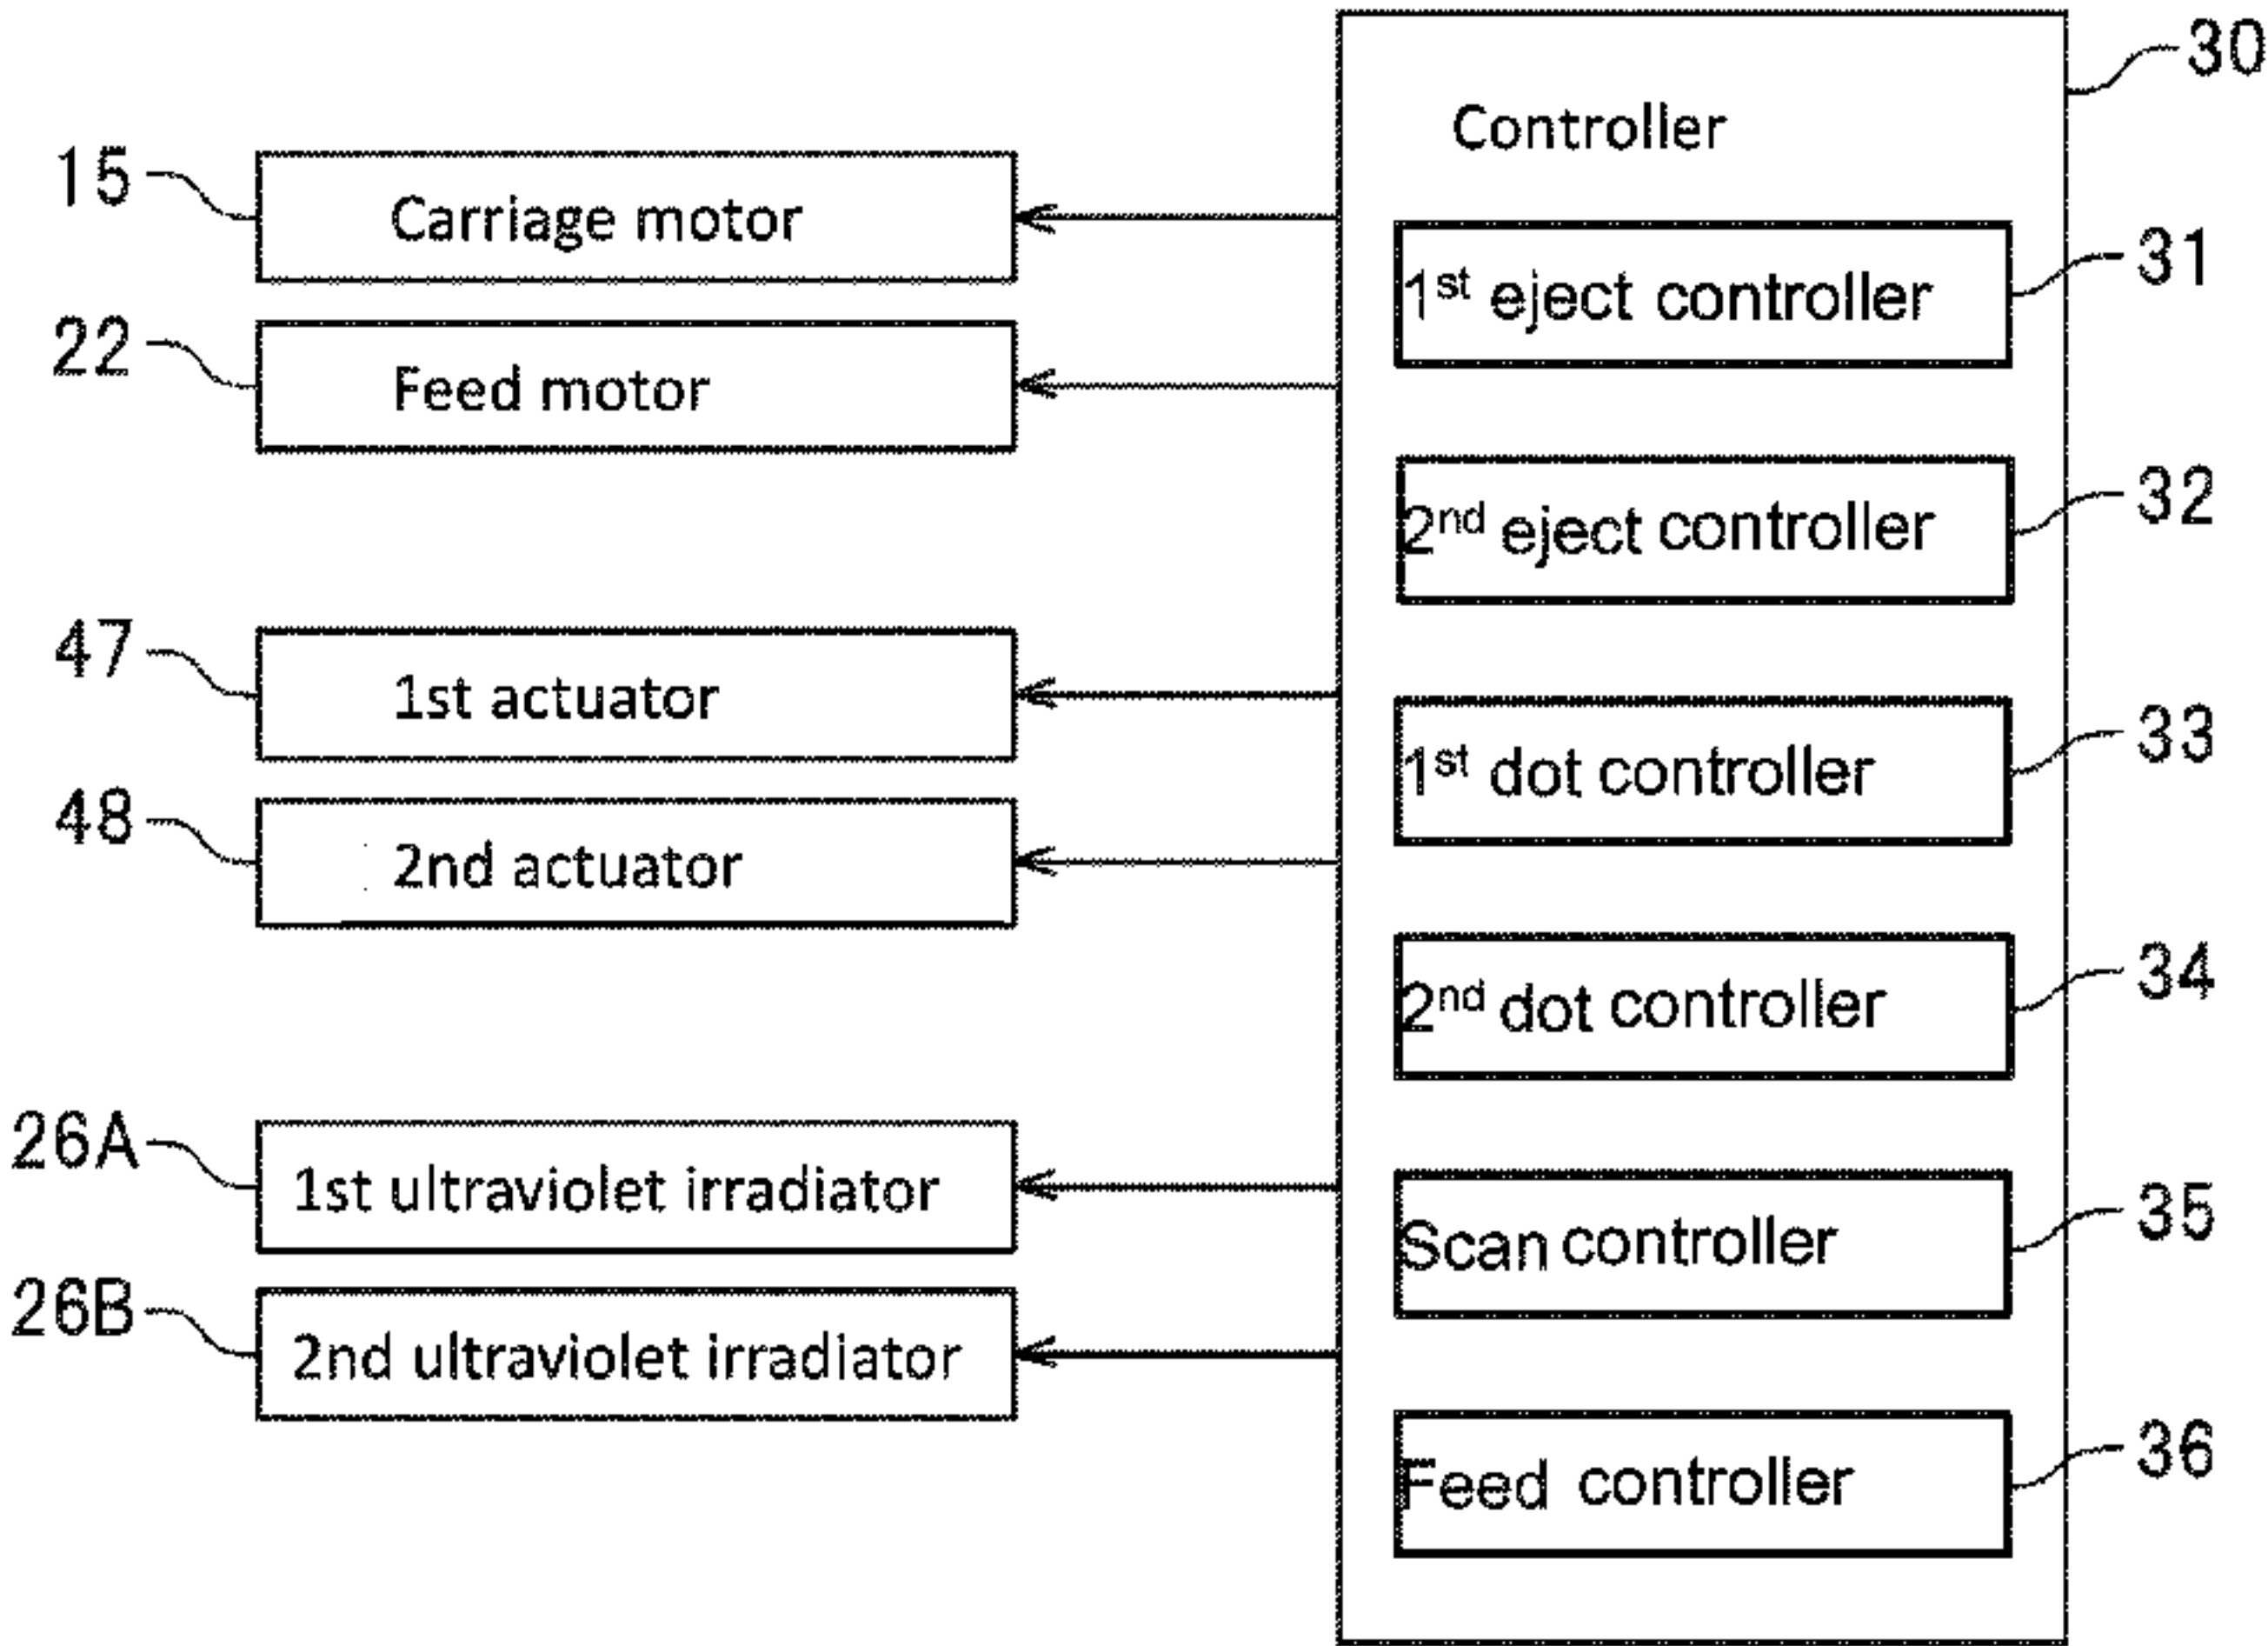 30
Controller
15
Carriage motor
31
1st eject controller
22
Feed motor
32
2nd eject controller
47
1st actuator
33
1st dot controller
48
2nd actuator
34
2nd dot controller
26A
1st ultraviolet irradiator
35
Scan controller
26B
2nd ultraviolet irradiator
36
Feed controller